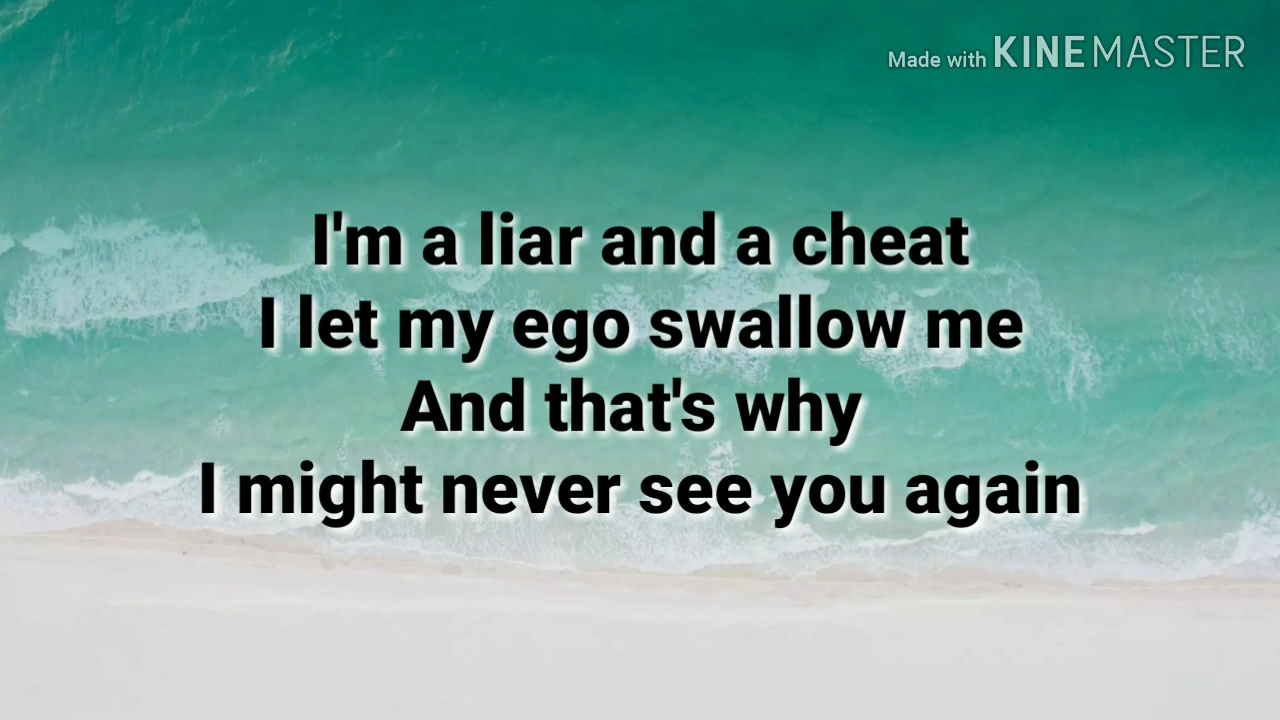 Made with KINEMASTER
I'm a liar and a cheat
I let my ego swallow me
And that's why
I might never see you again